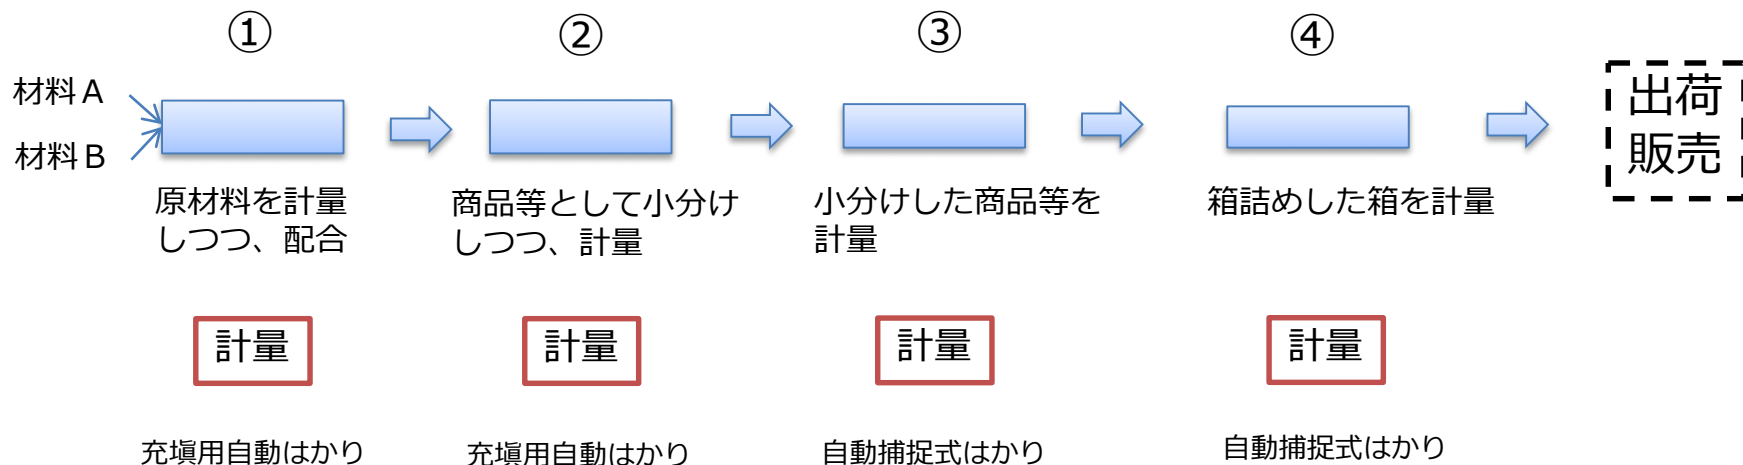 ①
②
③
④
材料A
材料B
原材料を計量
しつつ、配合
商品等として小分け
しつつ、計量
小分けした商品等を
計量
箱詰めした箱を計量
出荷
販売
計量
計量
計量
計量
充塡用自動はかり
充塡用自動はかり
自動捕捉式はかり
自動捕捉式はかり